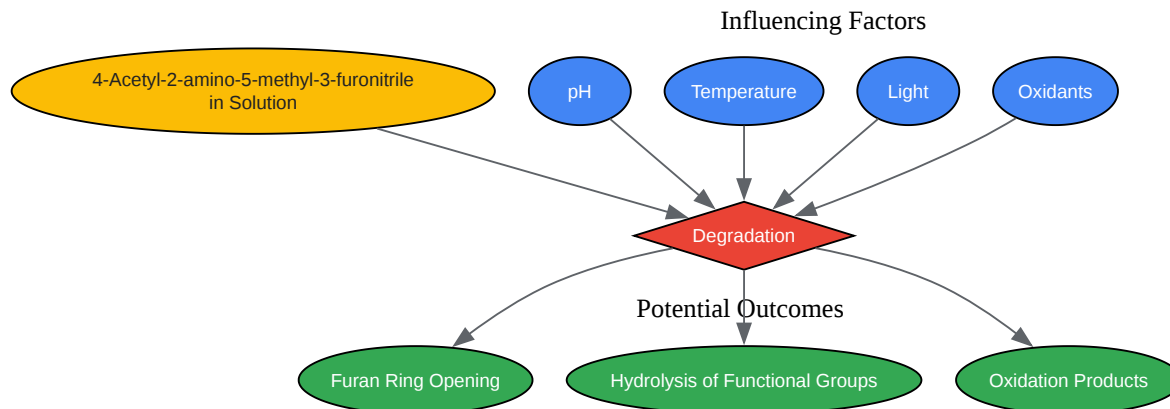 Influencing Factors
4-Acetyl-2-amino-5-methyl-3-furonitrile
in Solution
pH
Temperature
Light
Oxidants
Degradation
Potential Outcomes
Furan Ring Opening
Hydrolysis of Functional Groups
Oxidation Products